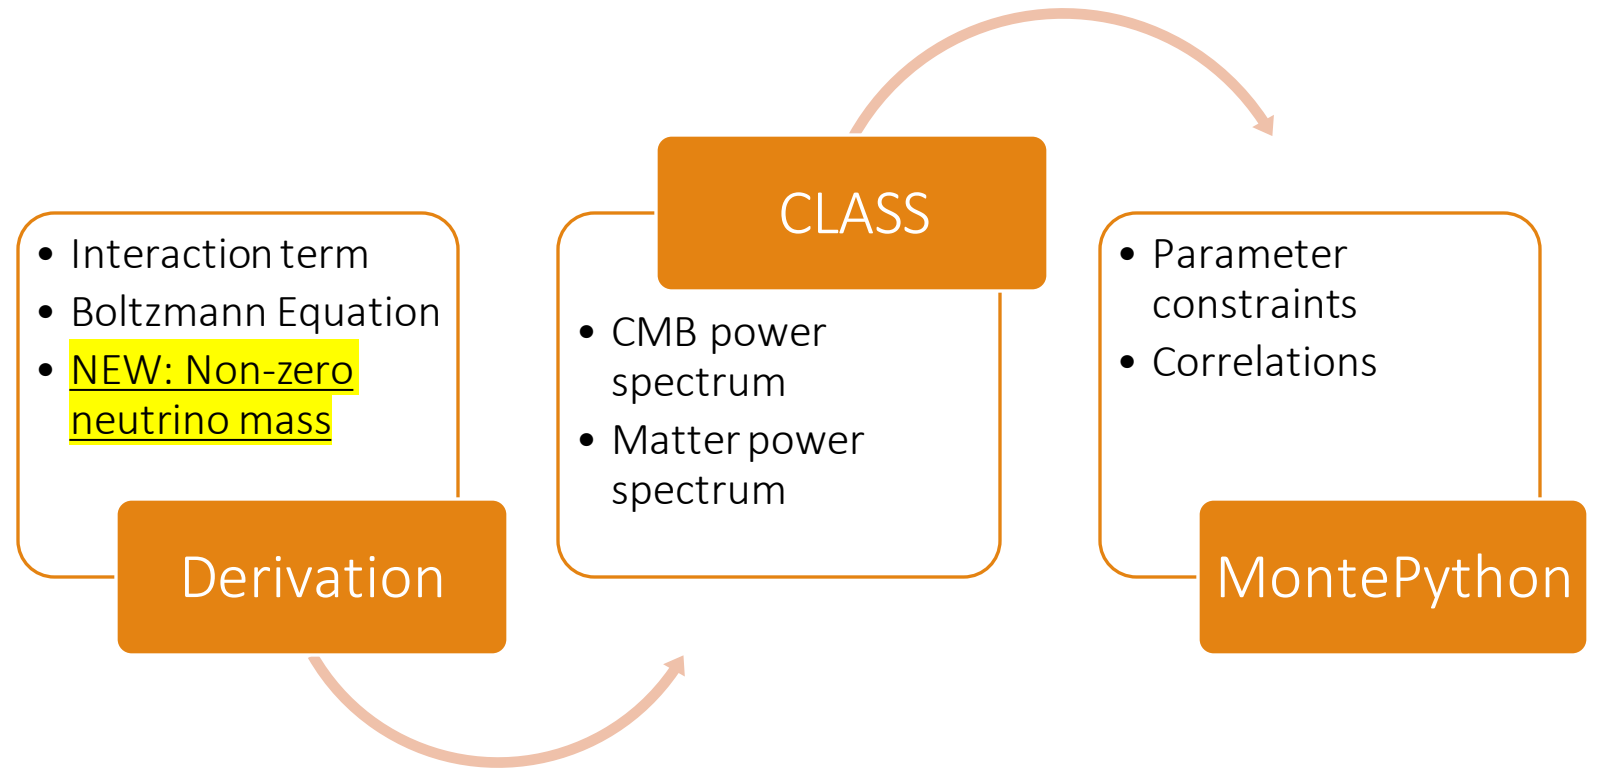 • Interaction term
• Boltzmann Equation
• NEW: Non-zero
neutrino mass
Derivation
CLASS
• CMB power
spectrum
• Matter power
spectrum
• Parameter
constraints
• Correlations
MontePython